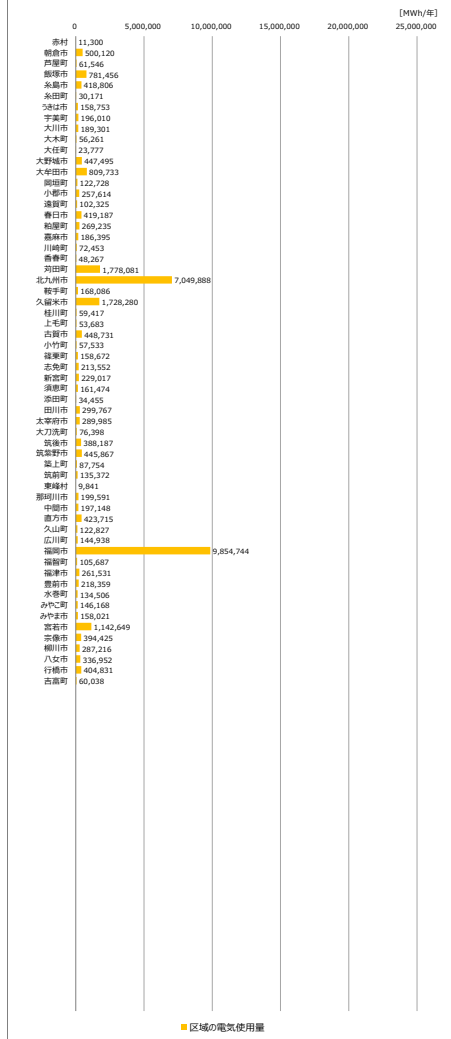 [MWh/年]
0 5,000,000 10,000,000 15,000,000 20,000,000 25,000,000
赤村 11,300
朝倉市 500,120
芦屋町 61,546
飯塚市 781,456
糸島市 418,806
糸田町 30,171
うきは市 158,753
宇美町 196,010
大川市 189,301
大木町 56,261
大任町 23,777
大野城市 447,495
大牟田市 809,733
岡垣町 122,728
小郡市 257,614
遠賀町 102,325
春日市 419,187
粕屋町 269,235
嘉麻市 186,395
川崎町 72,453
香春町 48,267
苅田町 1,778,081
北九州市 7,049,888
鞍手町 168,086
久留米市 1,728,280
桂川町 59,417
上毛町 53,683
古賀市 448,731
小竹町 57,533
篠栗町 158,672
志免町 213,552
新宮町 229,017
須恵町 161,474
添田町 34,455
田川市 299,767
太宰府市 289,985
大刀洗町 76,398
筑後市 388,187
筑紫野市 445,867
築上町 87,754
筑前町 135,372
東峰村 9,841
那珂川市 199,591
中間市 197,148
直方市 423,715
久山町 122,827
広川町 144,938
福岡市 9,854,744
福智町 105,687
福津市 261,531
豊前市 218,359
水巻町 134,506
みやこ町 146,168
みやま市 158,021
宮若市 1,142,649
宗像市 394,425
柳川市 287,216
八女市 336,952
行橋市 404,831
吉富町 60,038
区域の電気使用量